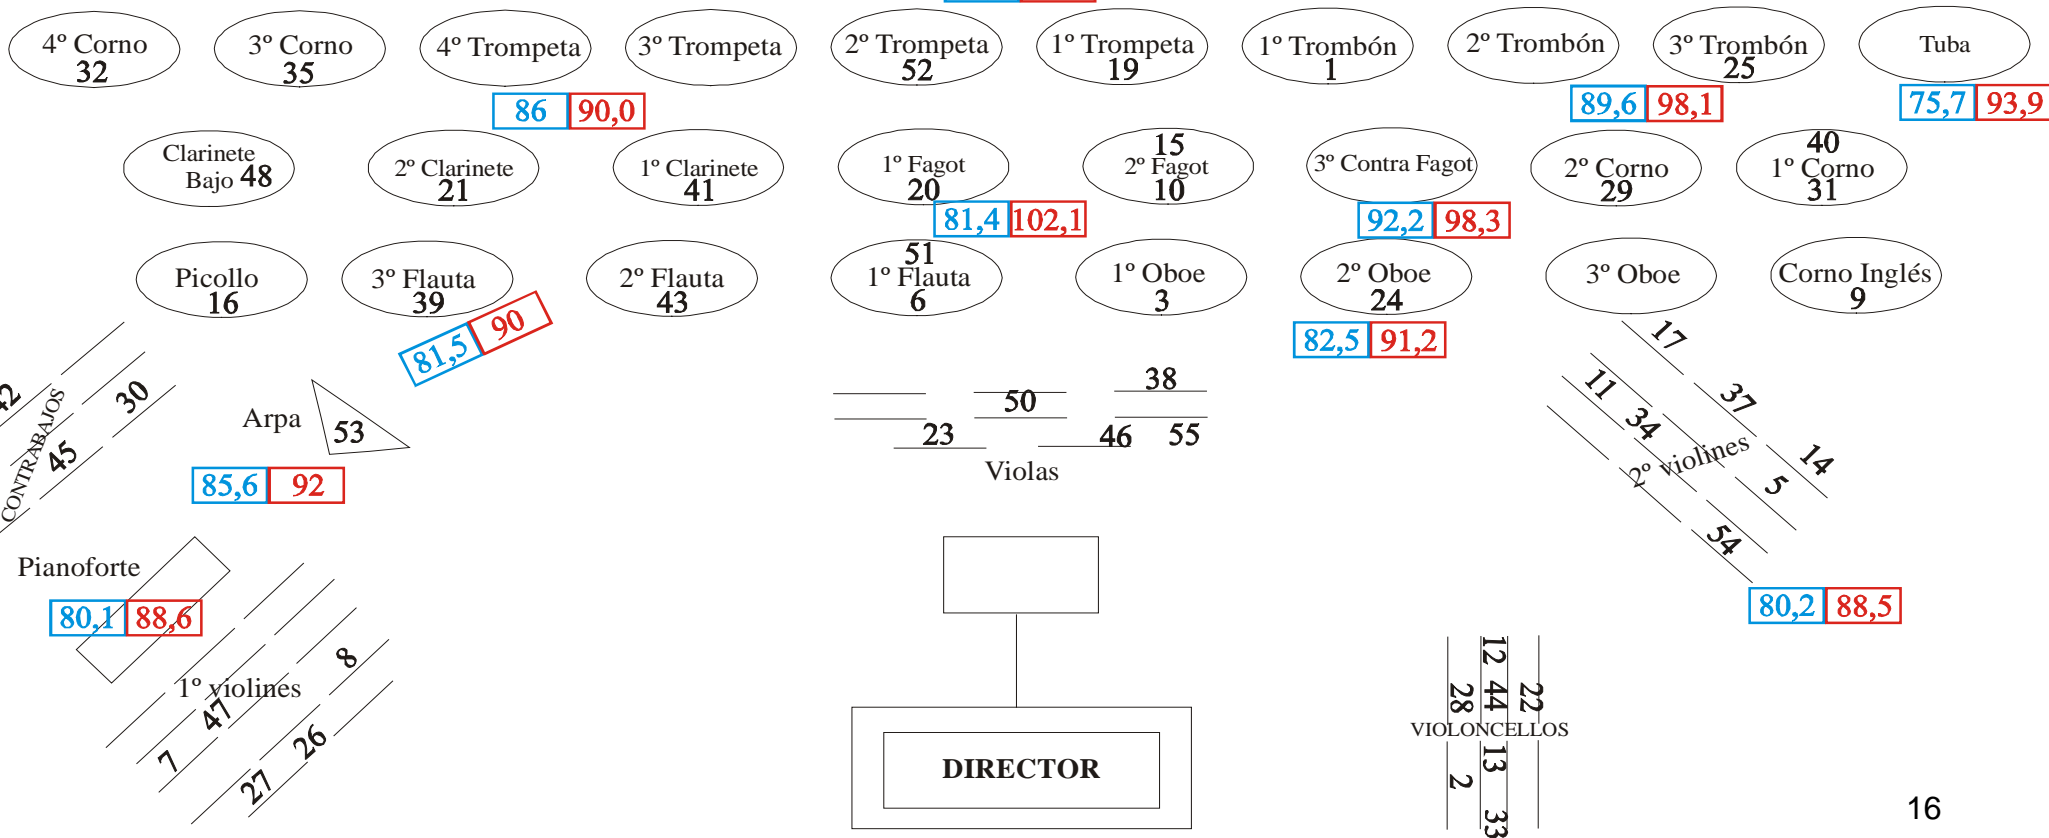 4º Corno
32
3º Corno
35
4º Trompeta
3º Trompeta
2º Trompeta
52
1º Trompeta
19
1º Trombón
1
2º Trombón
3º Trombón
25
Tuba
86 90,0
89,6 98,1
75,7 93,9
Clarinete
Bajo 48
2º Clarinete
21
1º Clarinete
41
1º Fagot
20
15
2º Fagot
10
3º Contra Fagot
2º Corno
29
40
1º Corno
31
81,4 102,1
92,2 98,3
Picollo
16
3º Flauta
39
2º Flauta
43
51
1º Flauta
6
1º Oboe
3
2º Oboe
24
3º Oboe
Corno Inglés
9
81,5 90
82,5 91,2
30
45
CONTRABAJOS
Arpa
53
85,6 92
38
50
23
46
55
Violas
17
37
14
11
34
5
2º violines
54
80,2 88,5
Pianoforte
80,1 88,6
8
1º violines
47
7
26
27
DIRECTOR
12
28
44
22
VIOLONCELLOS
13
2
33
16